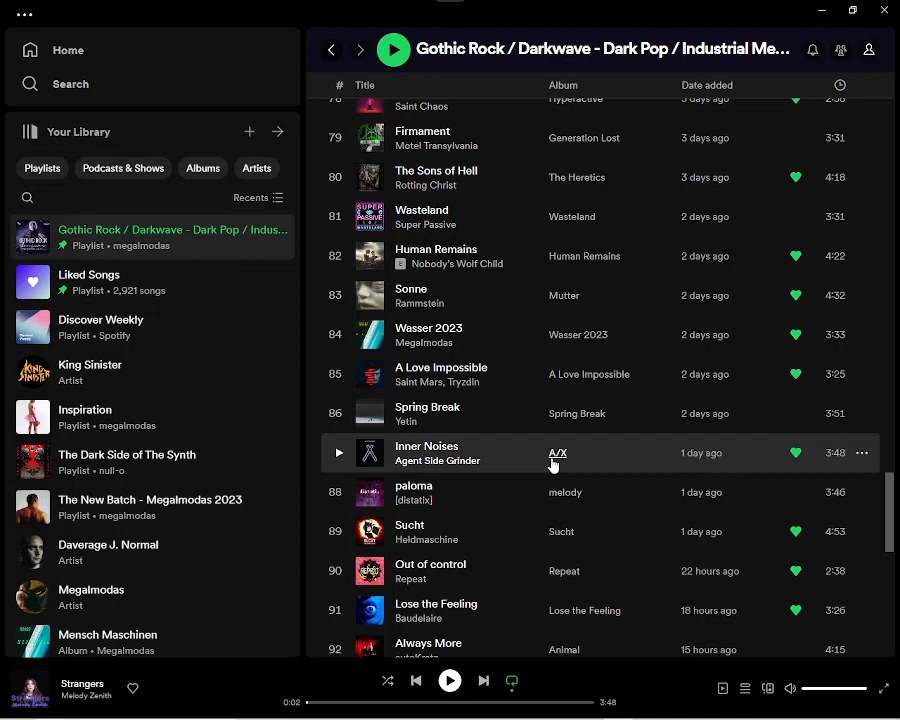 Home
Search
Your Library
Playlists
Podcasts & Shows
Albums
Artists
Recents
Gothic Rock / Darkwave - Dark Pop / Indus...
Playlist • megalmodas
Liked Songs
Playlist • 2,921 songs
Discover Weekly
Playlist • Spotify
King Sinister
Artist
Inspiration
Playlist • megalmodas
The Dark Side of The Synth
Playlist • null-o
The New Batch - Megalmodas 2023
Playlist • megalmodas
Daverage J. Normal
Artist
Megalmodas
Artist
Mensch Maschinen
Album • Megalmodas
Gothic Rock / Darkwave - Dark Pop / Industrial Me...
# Title Album Date added
78 Hyperactive 3 days ago 2:56
Saint Chaos
79 Firmament Generation Lost 3 days ago 3:31
Motel Transylvania
80 The Sons of Hell The Heretics 3 days ago 4:18
Rotting Christ
81 Wasteland Wasteland 2 days ago 3:31
Super Passive
82 Human Remains Human Remains 2 days ago 4:22
E Nobody's Wolf Child
83 Sonne Mutter 2 days ago 4:32
Rammstein
84 Wasser 2023 Wasser 2023 2 days ago 3:33
Megalmodas
85 A Love Impossible A Love Impossible 2 days ago 3:25
Saint Mars, Tryzdin
86 Spring Break Spring Break 2 days ago 3:51
Yetin
Inner Noises A/X 1 day ago 3:48
Agent Side Grinder
88 paloma melody 1 day ago 3:46
[distatix]
89 Sucht Sucht 1 day ago 4:53
Heldmaschine
90 Out of control Repeat 22 hours ago 2:38
Repeat
91 Lose the Feeling Lose the Feeling 18 hours ago 3:26
Baudelaire
92 Always More Animal 15 hours ago 4:15
autoKratz
Strangers
Melody Zenith
0:02
3:48